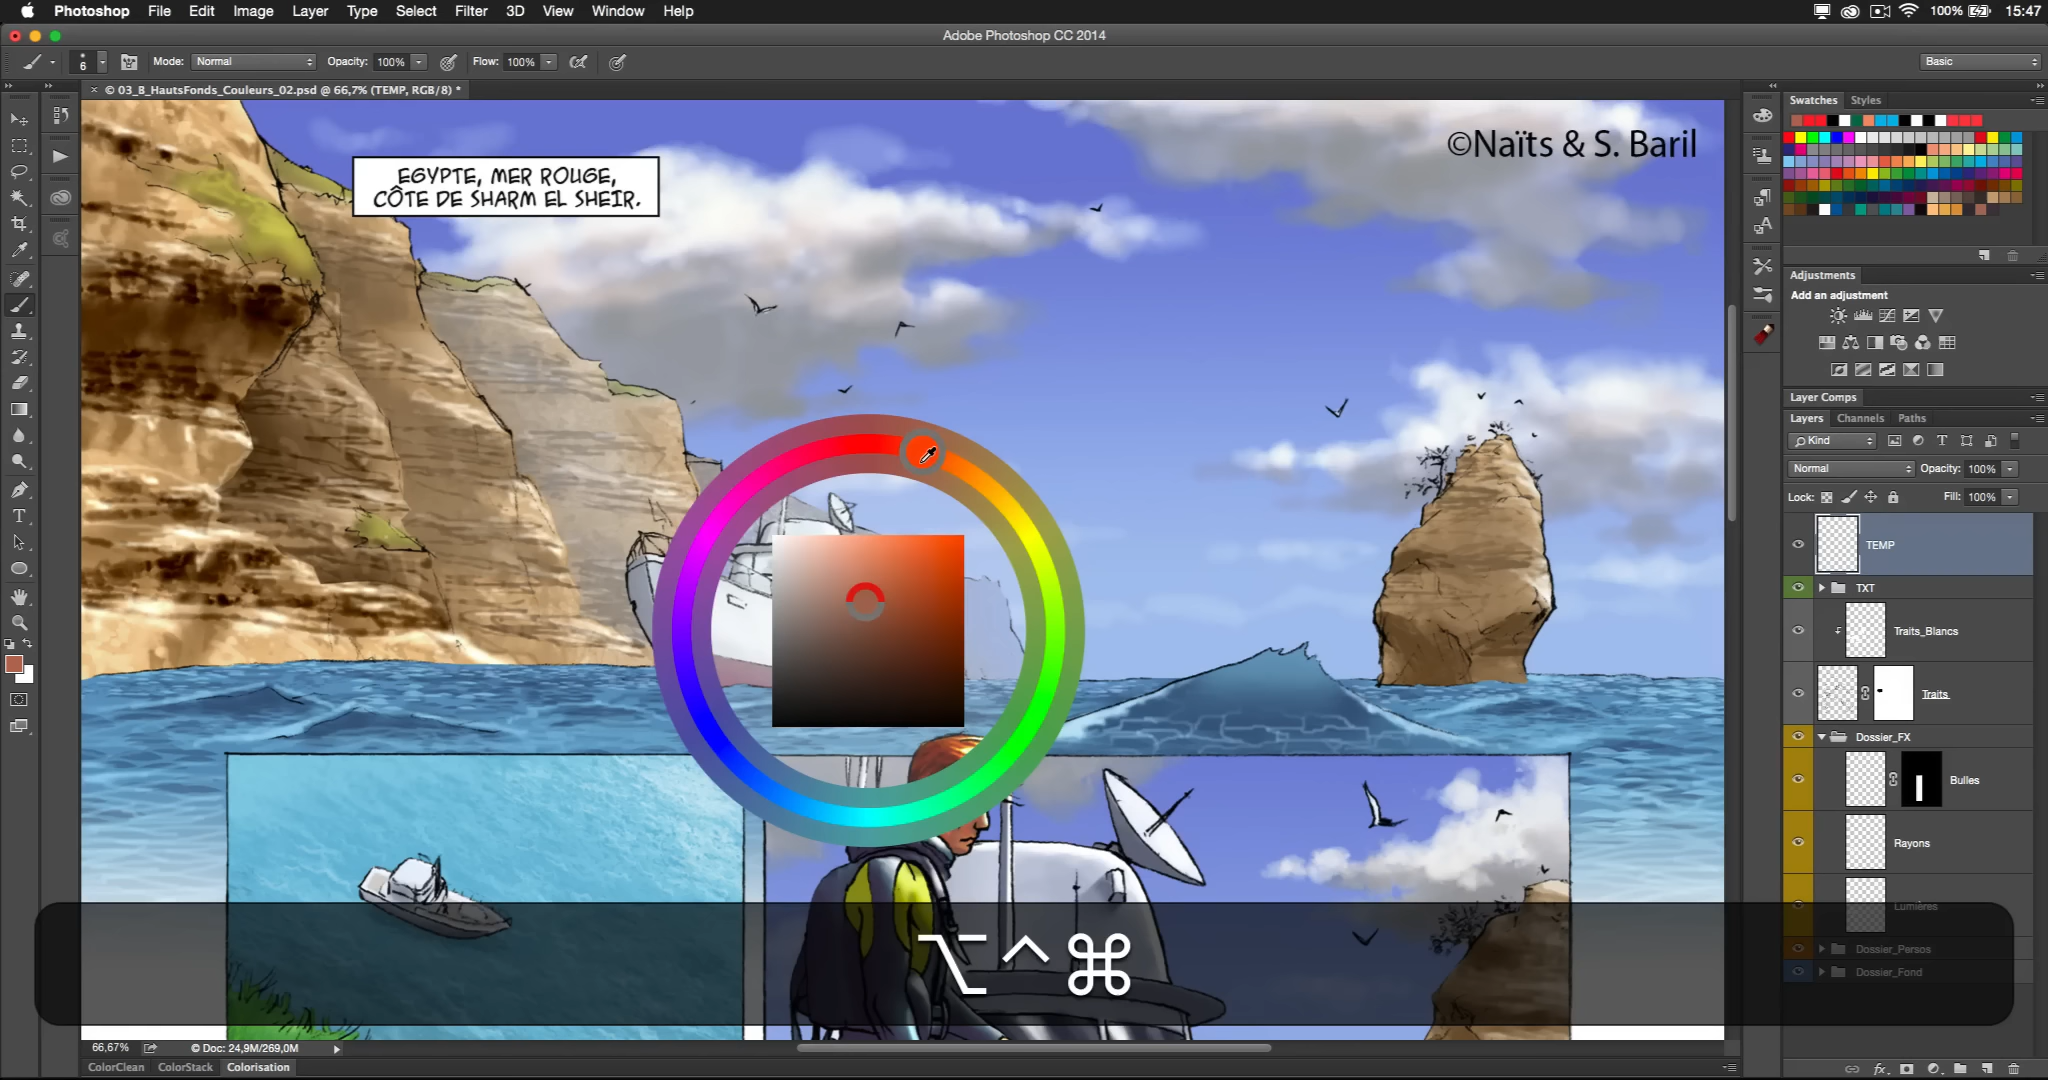 Photoshop File Edit Image Layer Type Select Filter 3D View Window Help 100% 15:47
Adobe Photoshop CC 2014
6 Mode: Normal Opacity: 100% Flow: 100% Basic
× © 03_B_HautsFonds_Couleurs_02.psd @ 66,7% (TEMP, RGB/8) *
Swatches Styles
©Naïts & S. Baril
EGYPTE, MER ROUGE,
CÔTE DE SHARM EL SHEIR.
Adjustments
Add an adjustment
Layer Comps
Layers Channels Paths
Kind
Normal Opacity: 100%
Lock: Fill: 100%
TEMP
TXT
Traits_Blancs
Traits
Dossier_FX
Bulles
Rayons
Lumières
Dossier_Persos
Dossier_Fond
⌥⌃⌘
66,67% © Doc: 24,9M/269,0M
ColorClean ColorStack Colorisation